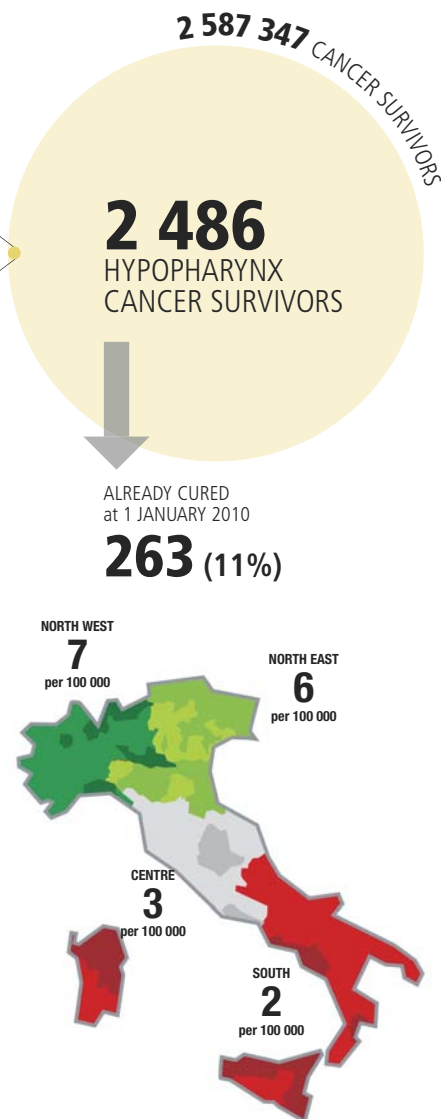 2 587 347 CANCER SURVIVORS
2 486
HYPOPHARYNX
CANCER SURVIVORS
ALREADY CURED
at 1 JANUARY 2010
263 (11%)
NORTH WEST
7
per 100 000
NORTH EAST
6
per 100 000
CENTRE
3
per 100 000
SOUTH
2
per 100 000